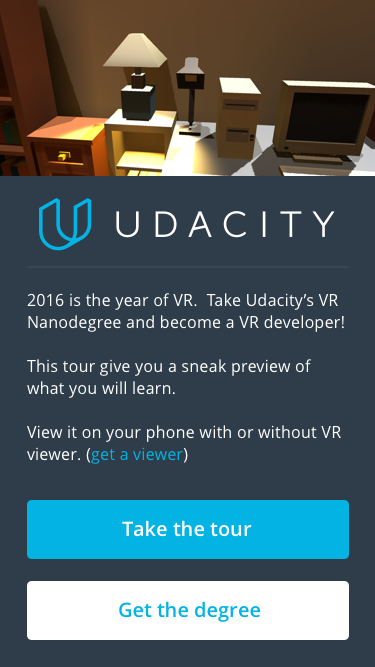 UDACITY
2016 is the year of VR.  Take Udacity's VR
Nanodegree and become a VR developer!
This tour give you a sneak preview of
what you will learn.
View it on your phone with or without VR
viewer. (get a viewer)
Take the tour
Get the degree